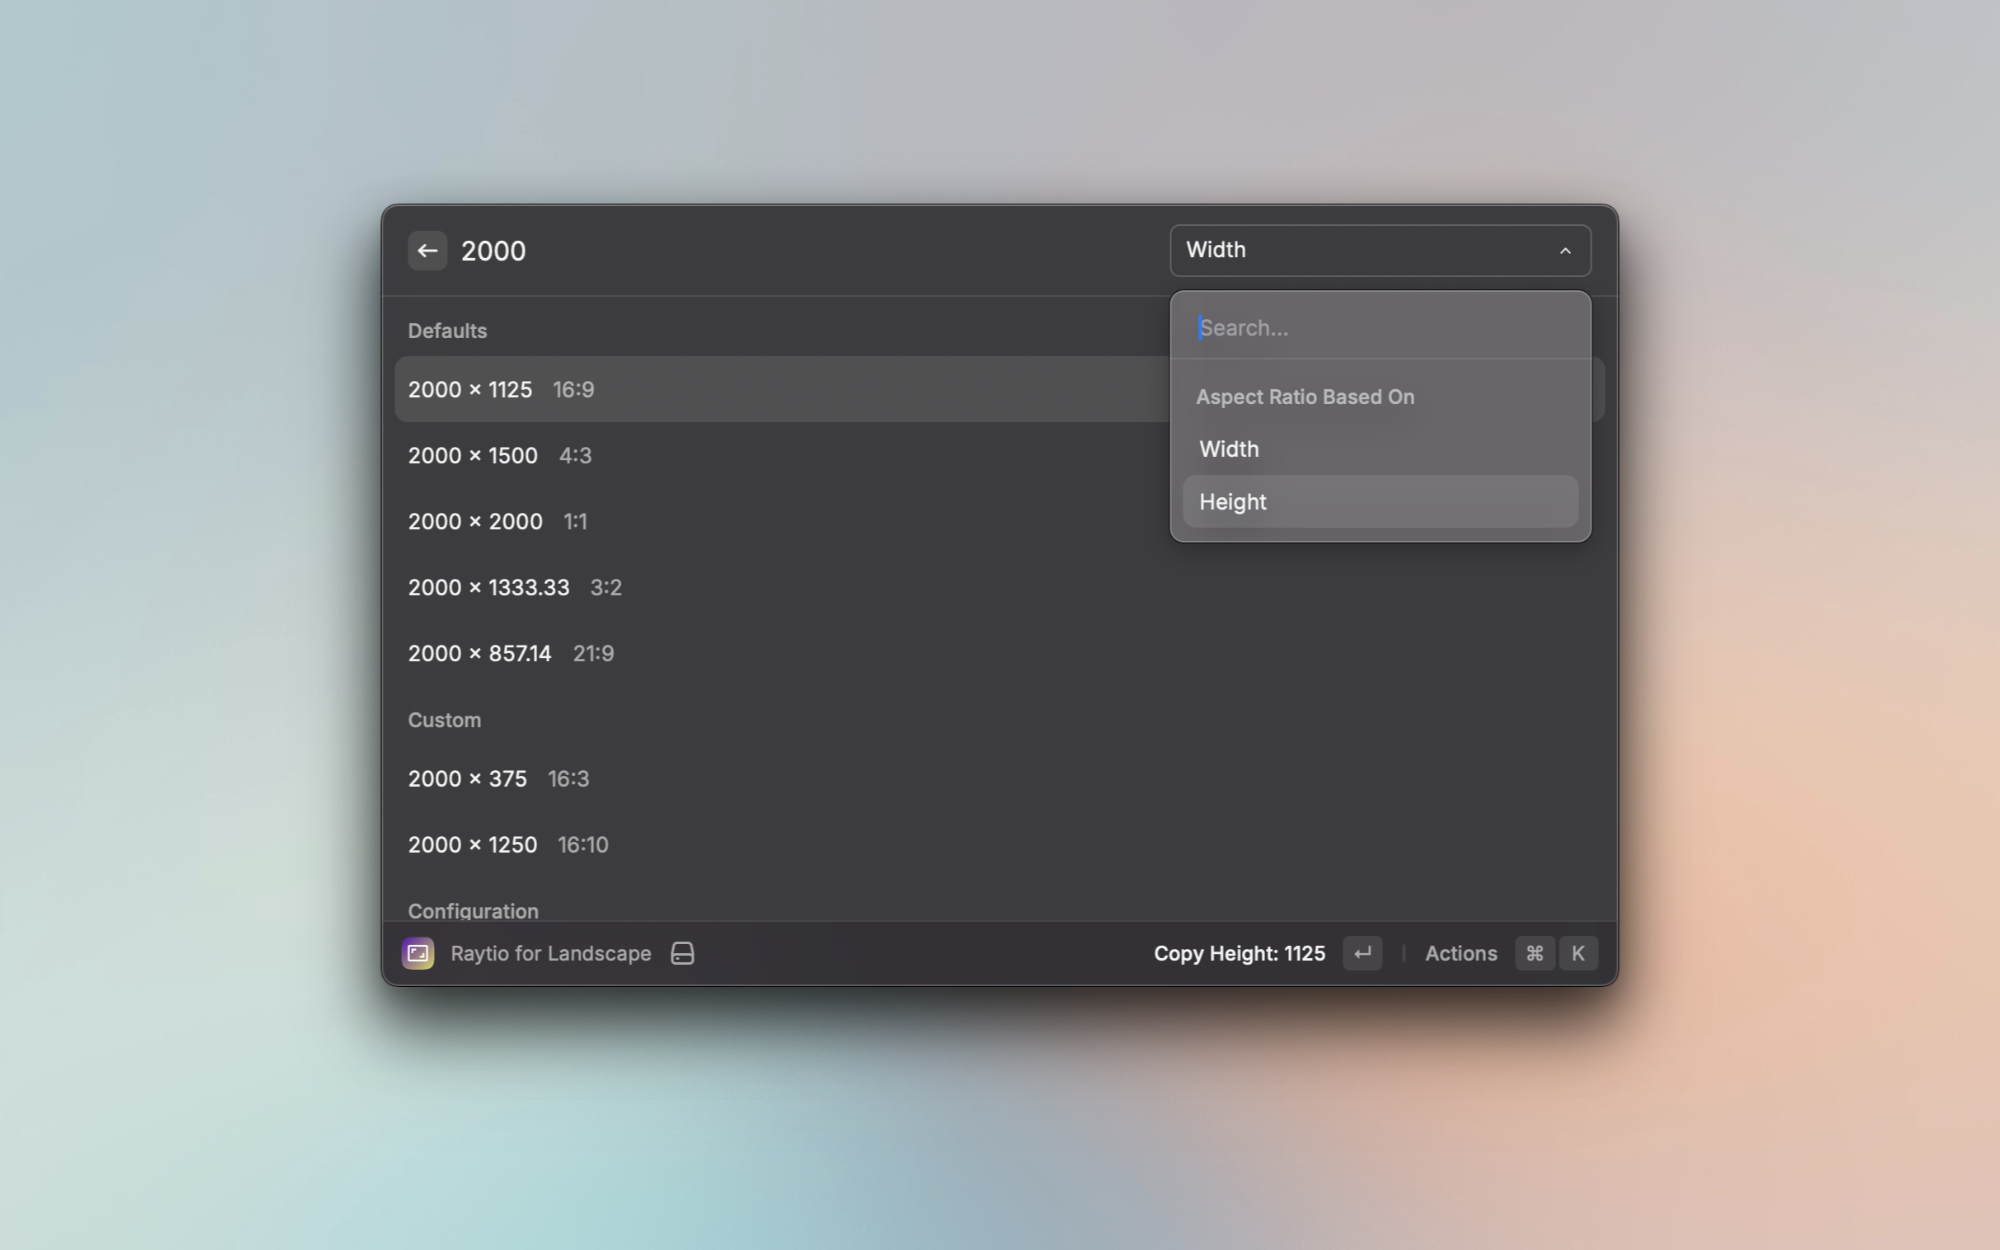 2000
Width
Search...
Aspect Ratio Based On
Width
Height
Defaults
2000 × 1125 16:9
2000 × 1500 4:3
2000 × 2000 1:1
2000 × 1333.33 3:2
2000 × 857.14 21:9
Custom
2000 × 375 16:3
2000 × 1250 16:10
Configuration
Raytio for Landscape
Copy Height: 1125 ↵ Actions ⌘ K